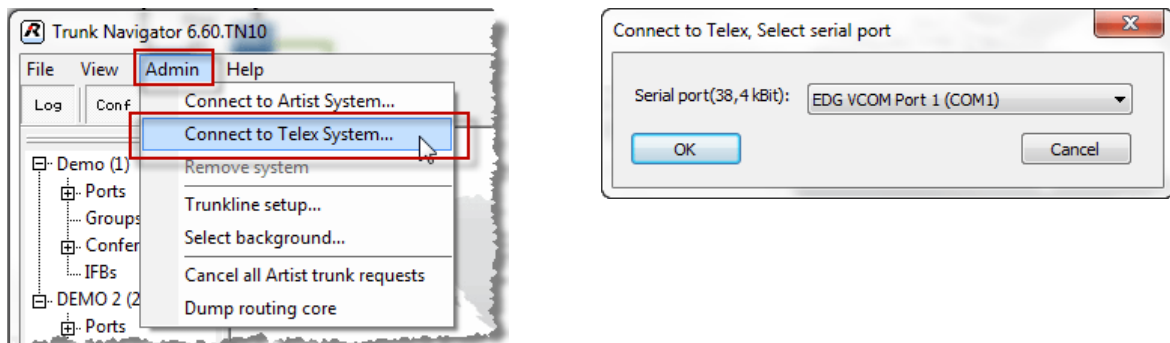 Trunk Navigator 6.60.TN10
File View Admin Help
Log Conf
Connect to Artist System...
Connect to Telex System...
Remove system
Trunkline setup...
Select background...
Cancel all Artist trunk requests
Dump routing core
Demo (1)
Ports
Groups
Confer
IFBs
DEMO 2 (2
Ports
Connect to Telex, Select serial port
Serial port(38,4 kBit): EDG VCOM Port 1 (COM1)
OK Cancel